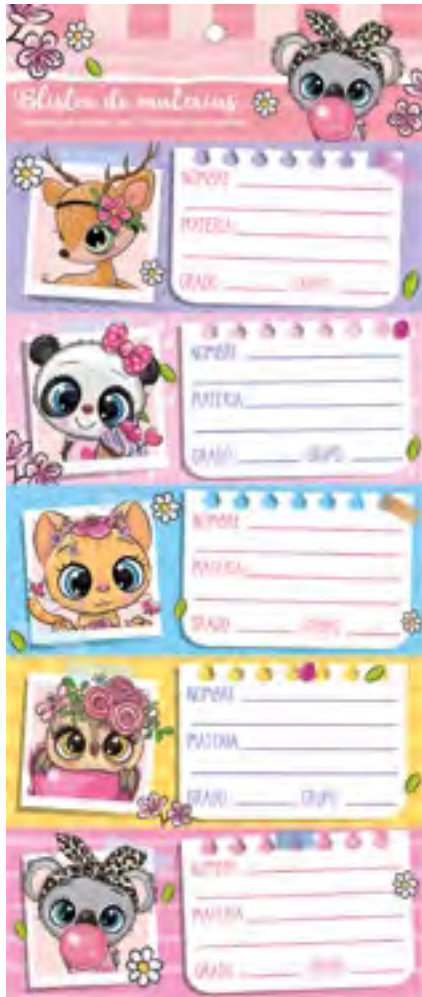 Blister de materias
NOMBRE
MATERIA
GRADO GRUPO
NOMBRE
MATERIA
GRADO GRUPO
NOMBRE
MATERIA
GRADO GRUPO
NOMBRE
MATERIA
GRADO GRUPO
NOMBRE
MATERIA
GRADO